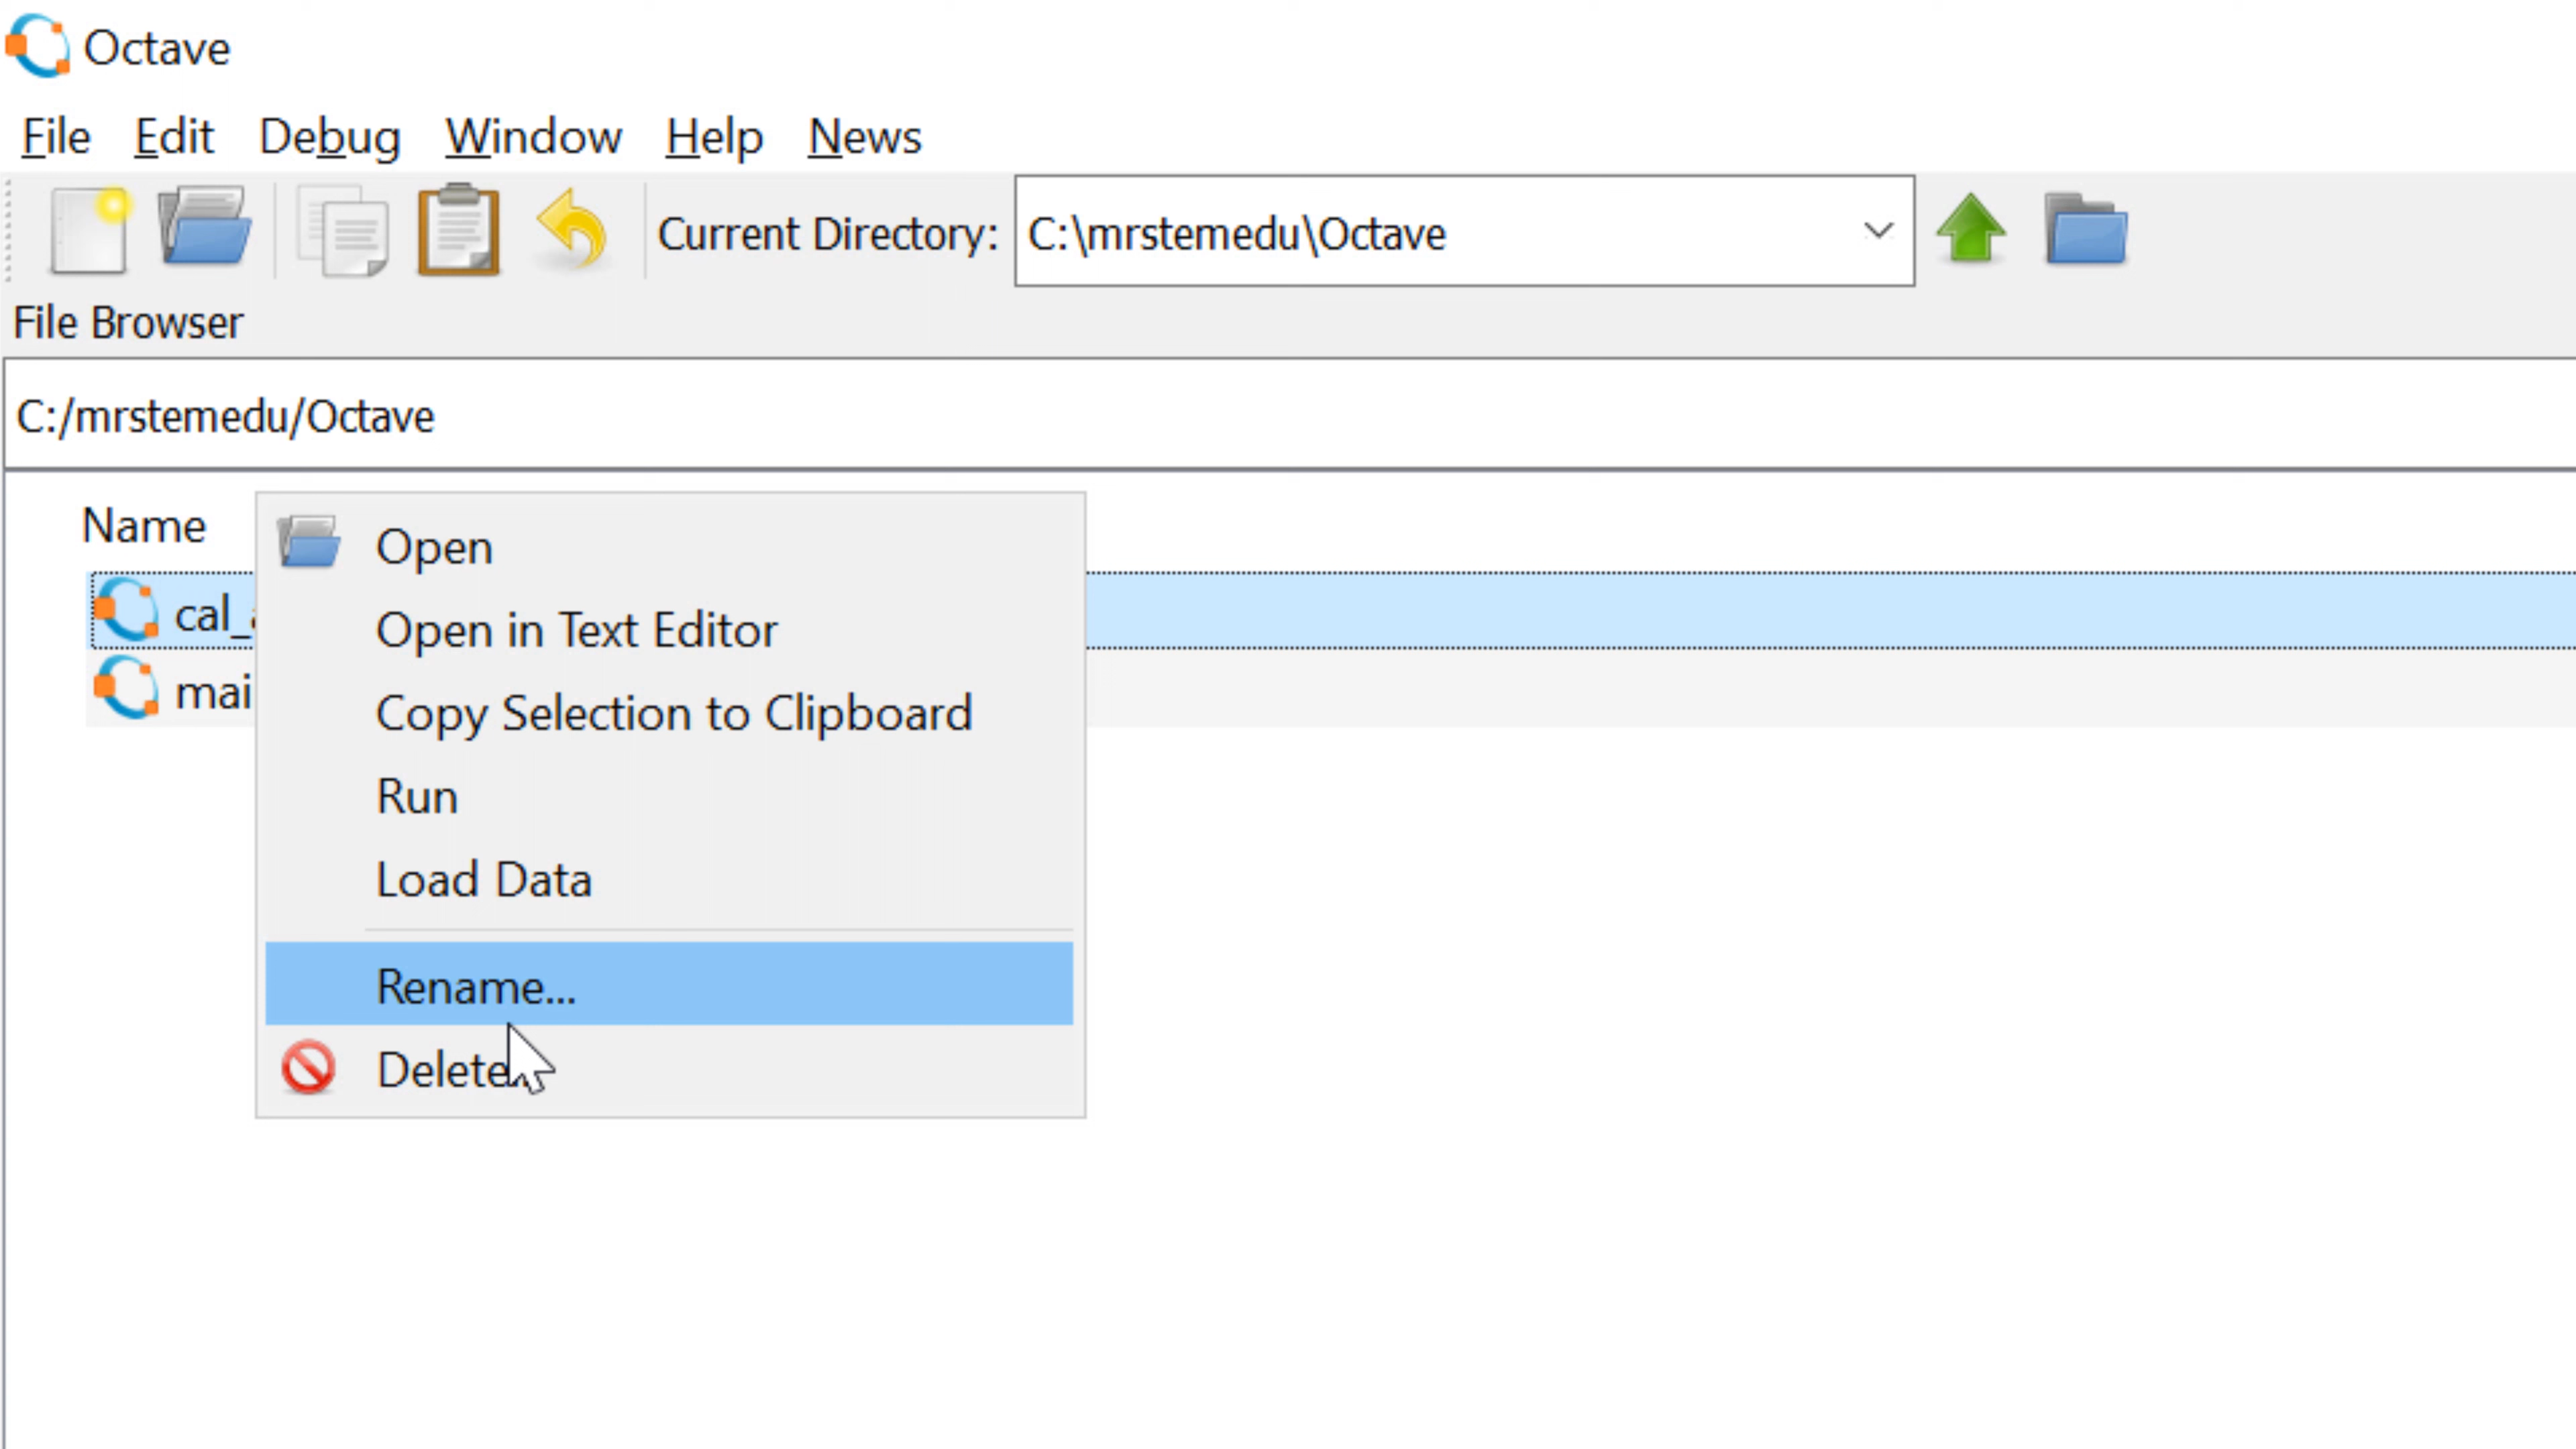 Octave
File Edit Debug Window Help News
Current Directory: C:\mrstemedu\Octave
File Browser
C:/mrstemedu/Octave
Name
Open
cal_
Open in Text Editor
mai
Copy Selection to Clipboard
Run
Load Data
Rename...
Delete